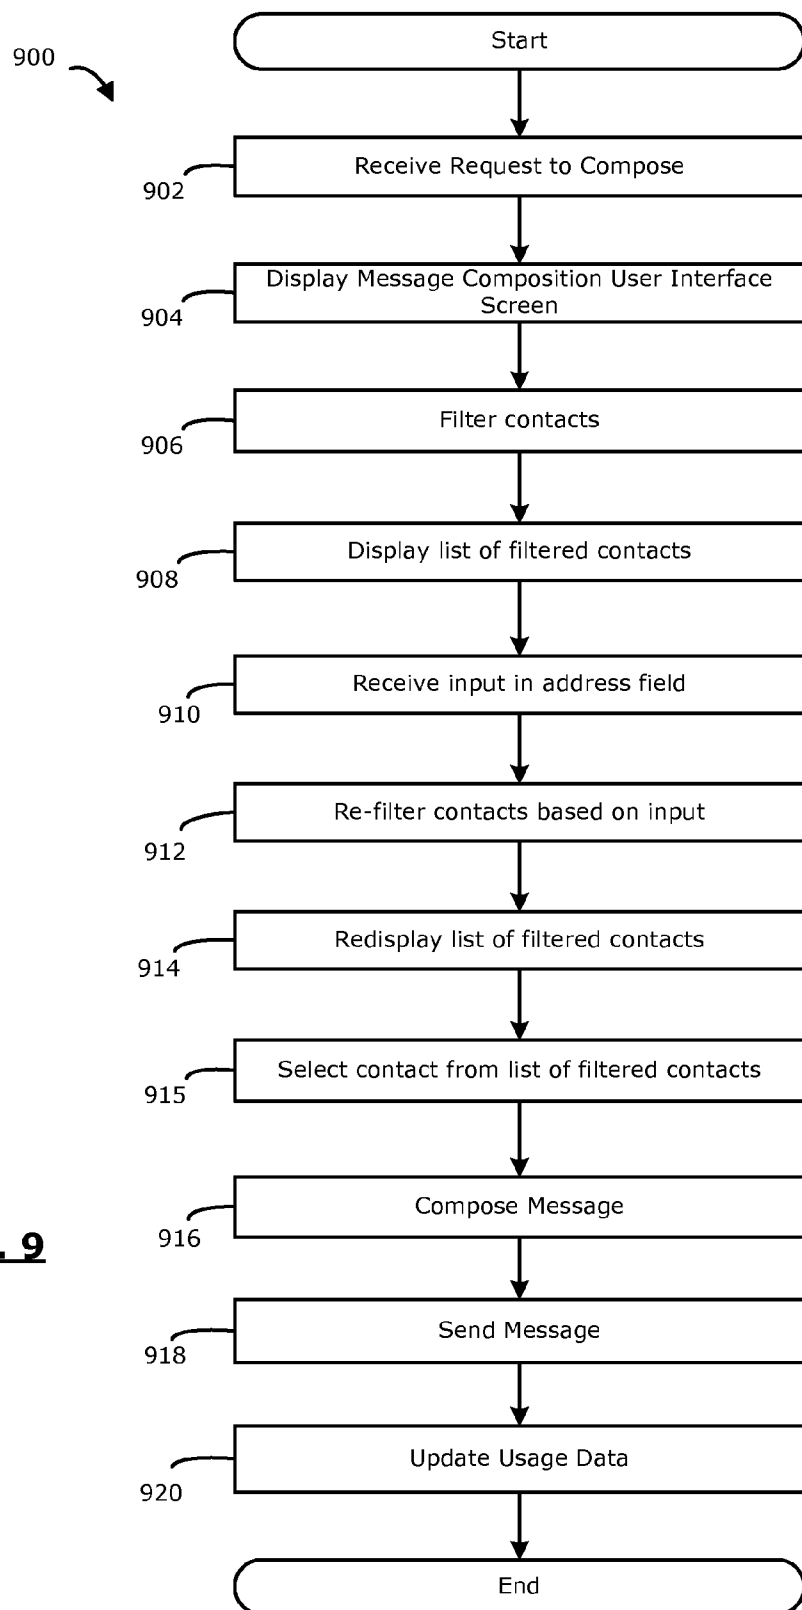 Start
900
Receive Request to Compose
902
Display Message Composition User Interface
Screen
904
Filter contacts
906
Display list of filtered contacts
908
Receive input in address field
910
Re-filter contacts based on input
912
Redisplay list of filtered contacts
914
Select contact from list of filtered contacts
915
Compose Message
916
. 9
Send Message
918
Update Usage Data
920
End